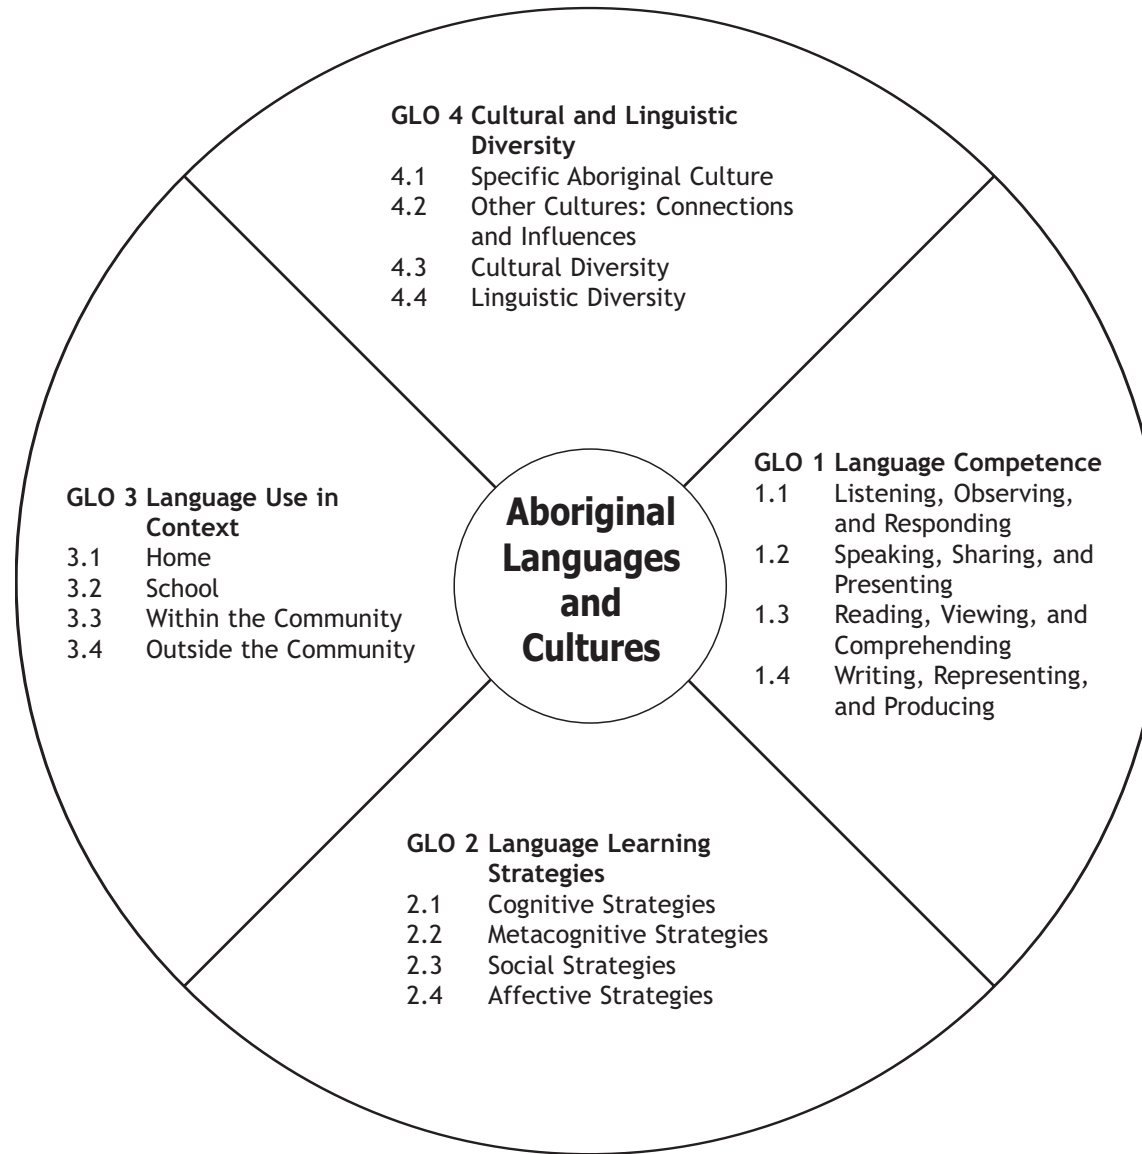 GLO 4 Cultural and Linguistic
Diversity
4.1 Specific Aboriginal Culture
4.2 Other Cultures: Connections
and Influences
4.3 Cultural Diversity
4.4 Linguistic Diversity
GLO 3 Language Use in
Context
3.1 Home
3.2 School
3.3 Within the Community
3.4 Outside the Community
Aboriginal
Languages
and
Cultures
GLO 1 Language Competence
1.1 Listening, Observing,
and Responding
1.2 Speaking, Sharing, and
Presenting
1.3 Reading, Viewing, and
Comprehending
1.4 Writing, Representing,
and Producing
GLO 2 Language Learning
Strategies
2.1 Cognitive Strategies
2.2 Metacognitive Strategies
2.3 Social Strategies
2.4 Affective Strategies